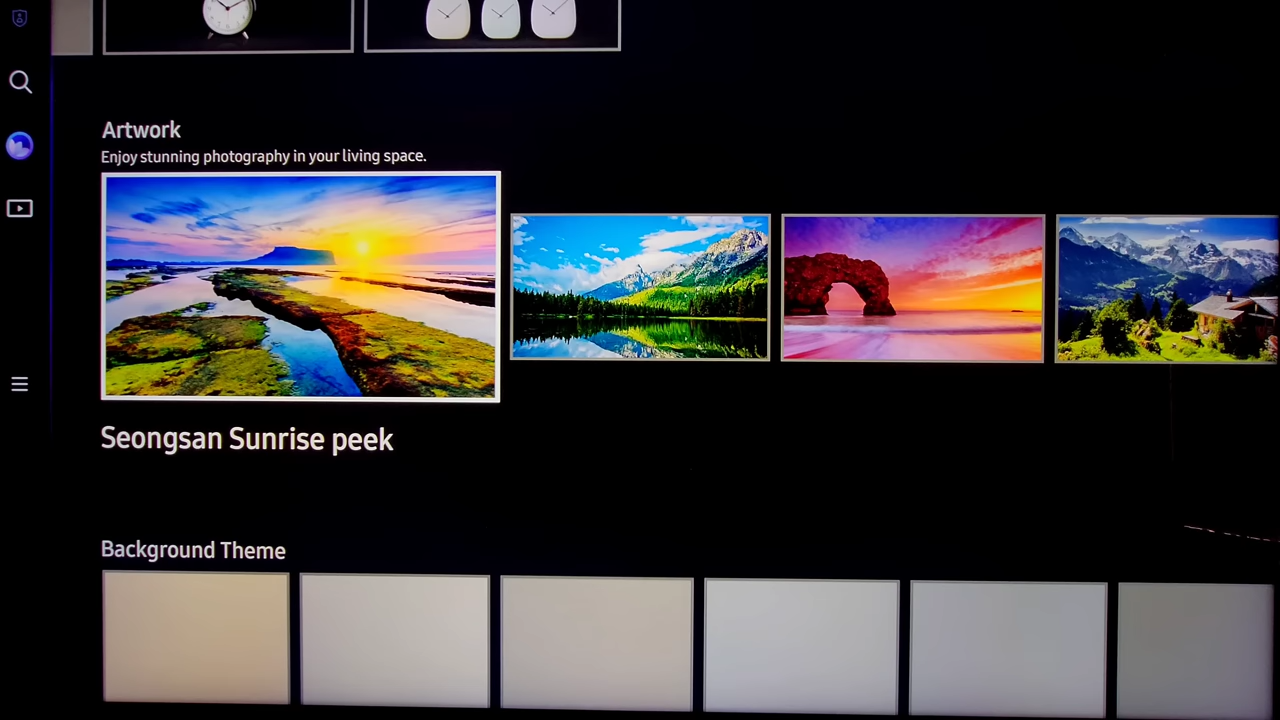 Artwork
Enjoy stunning photography in your living space.
Seongsan Sunrise peek
Background Theme